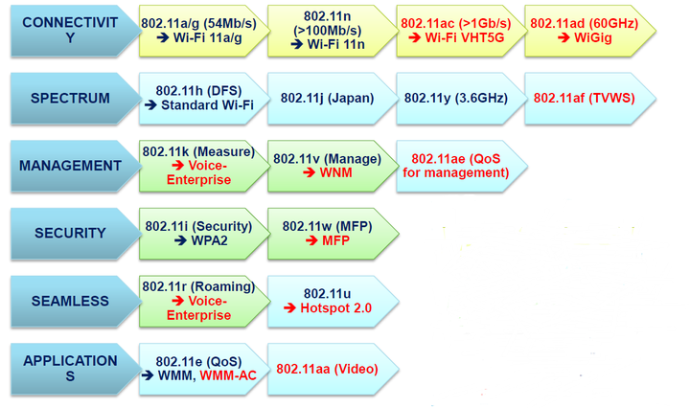 CONNECTIVIT
Y
802.11a/g (54Mb/s)
➔ Wi-Fi 11a/g
802.11n
(>100Mb/s)
➔ Wi-Fi 11n
802.11ac (>1Gb/s)
➔ Wi-Fi VHT5G
802.11ad (60GHz)
➔ WiGig
SPECTRUM
802.11h (DFS)
➔ Standard Wi-Fi
802.11j (Japan)
802.11y (3.6GHz)
802.11af (TVWS)
MANAGEMENT
802.11k (Measure)
➔ Voice-
Enterprise
802.11v (Manage)
➔ WNM
802.11ae (QoS
for management)
SECURITY
802.11i (Security)
➔ WPA2
802.11w (MFP)
➔ MFP
SEAMLESS
802.11r (Roaming)
➔ Voice-
Enterprise
802.11u
➔ Hotspot 2.0
APPLICATION
S
802.11e (QoS)
➔ WMM, WMM-AC
802.11aa (Video)